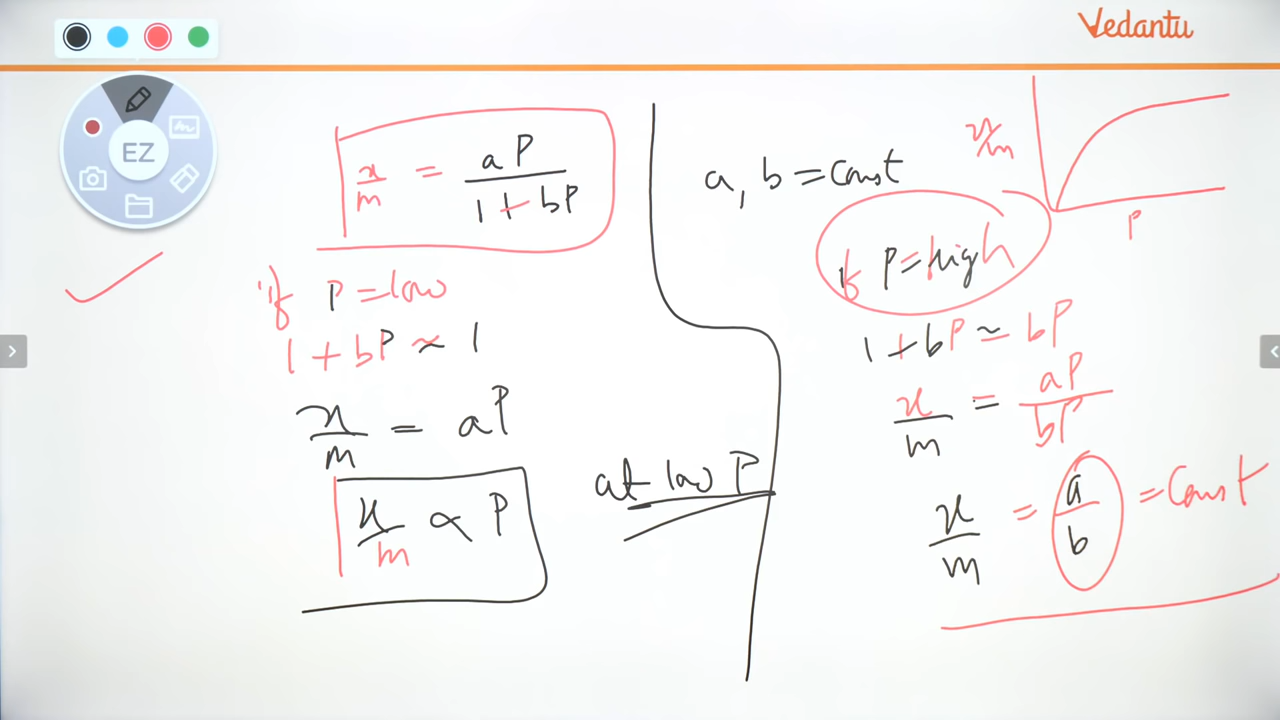 Vedantu
EZ
x/m = aP / 1 + bP
if P = low
1 + bP ≈ 1
x/m = aP
x/m ∝ P
at low P
a, b = Const
x/m
P
if P = High
1 + bP ≃ bP
x/m = aP / bP
x/m = a/b = Const